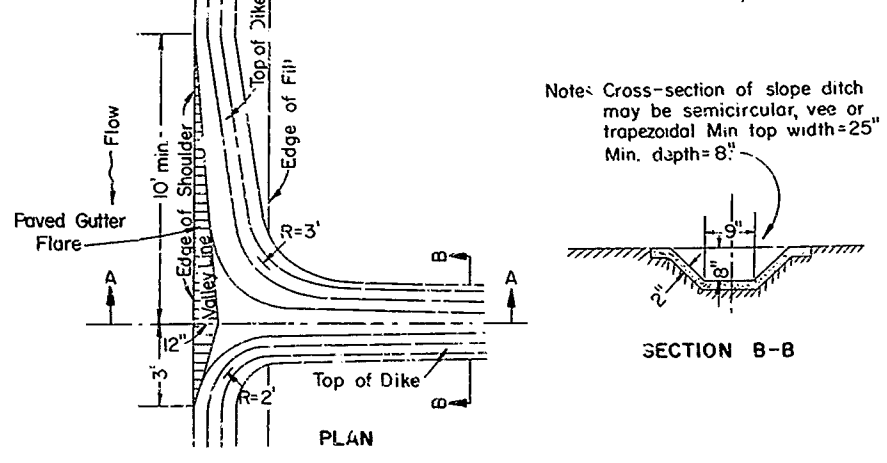 Top of Dike
Edge of Fill
Flow
10' min.
Edge of Shoulder
Paved Gutter
Flare
Valley Line
R=3'
B
A
A
12"
3'
R=2'
Top of Dike
B
PLAN
Note: Cross-section of slope ditch
may be semicircular, vee or
trapezoidal Min top width=25"
Min. depth=8".
9"
8"
2"
SECTION B-B